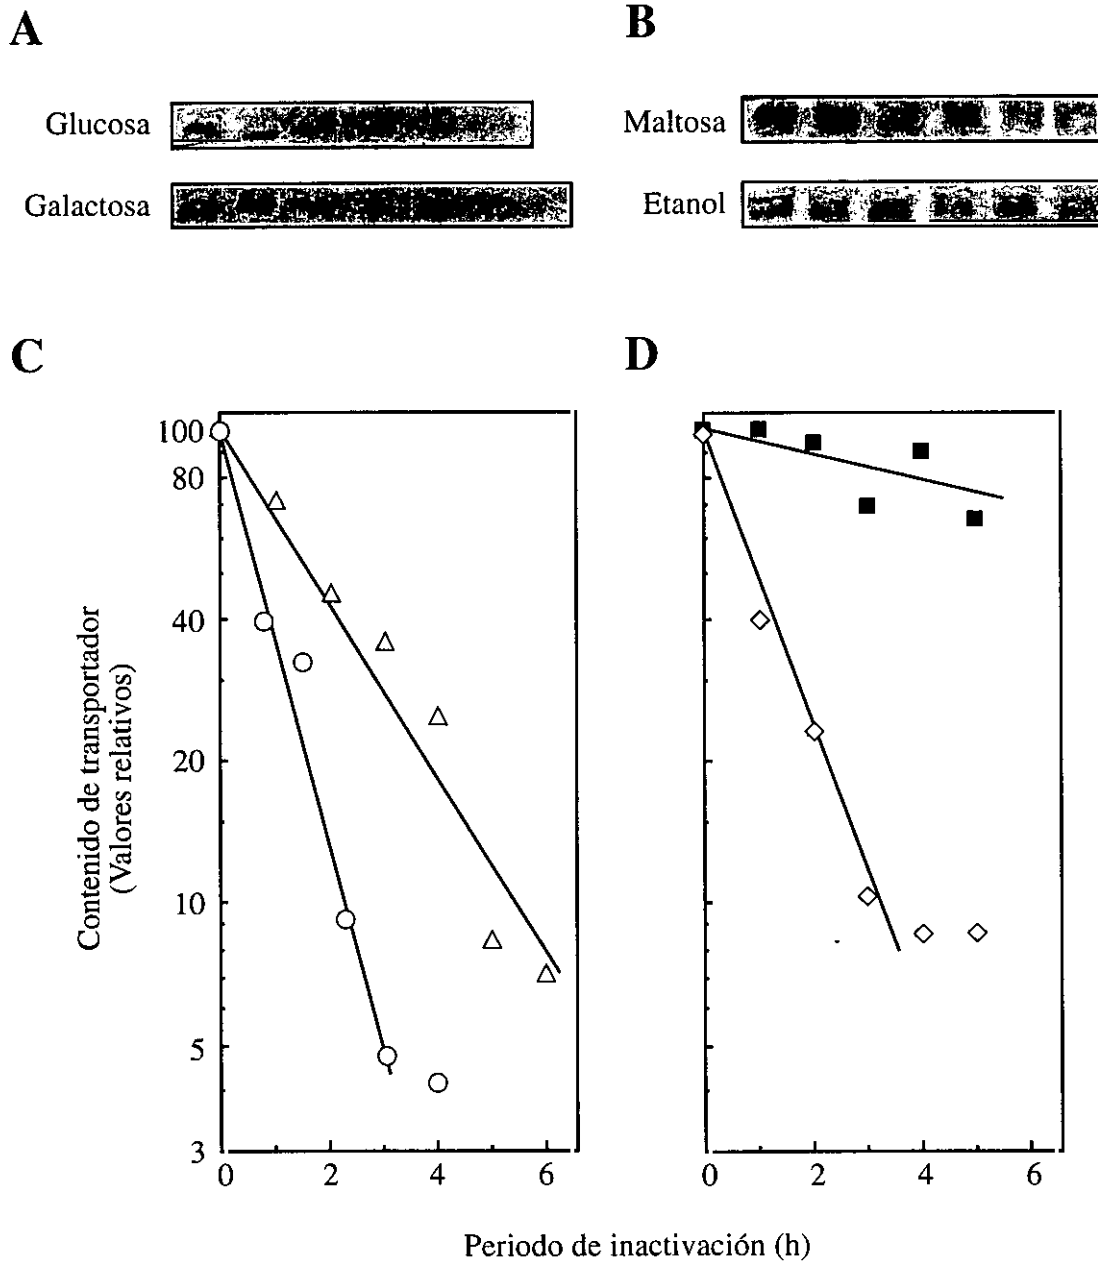 A
B
Glucosa
Maltosa
Galactosa
Etanol
C
D
Contenido de transportador
(Valores relativos)
100
80
40
20
10
5
3
0 2 4 6
0 2 4 6
Periodo de inactivación (h)